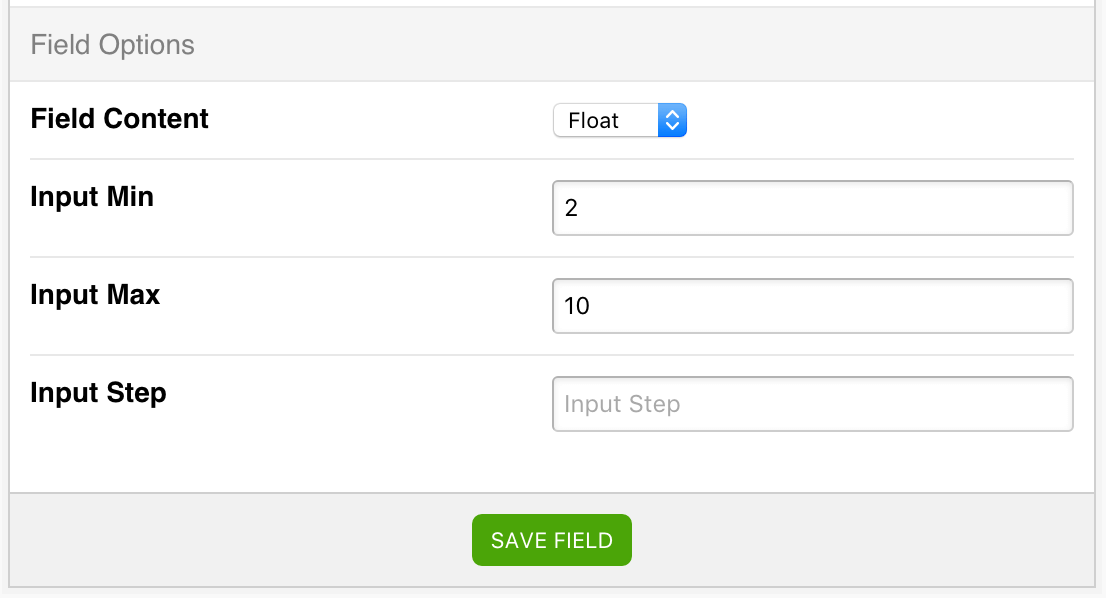 Field Options
Field Content
Float
Input Min
2
Input Max
10
Input Step
Input Step
SAVE FIELD